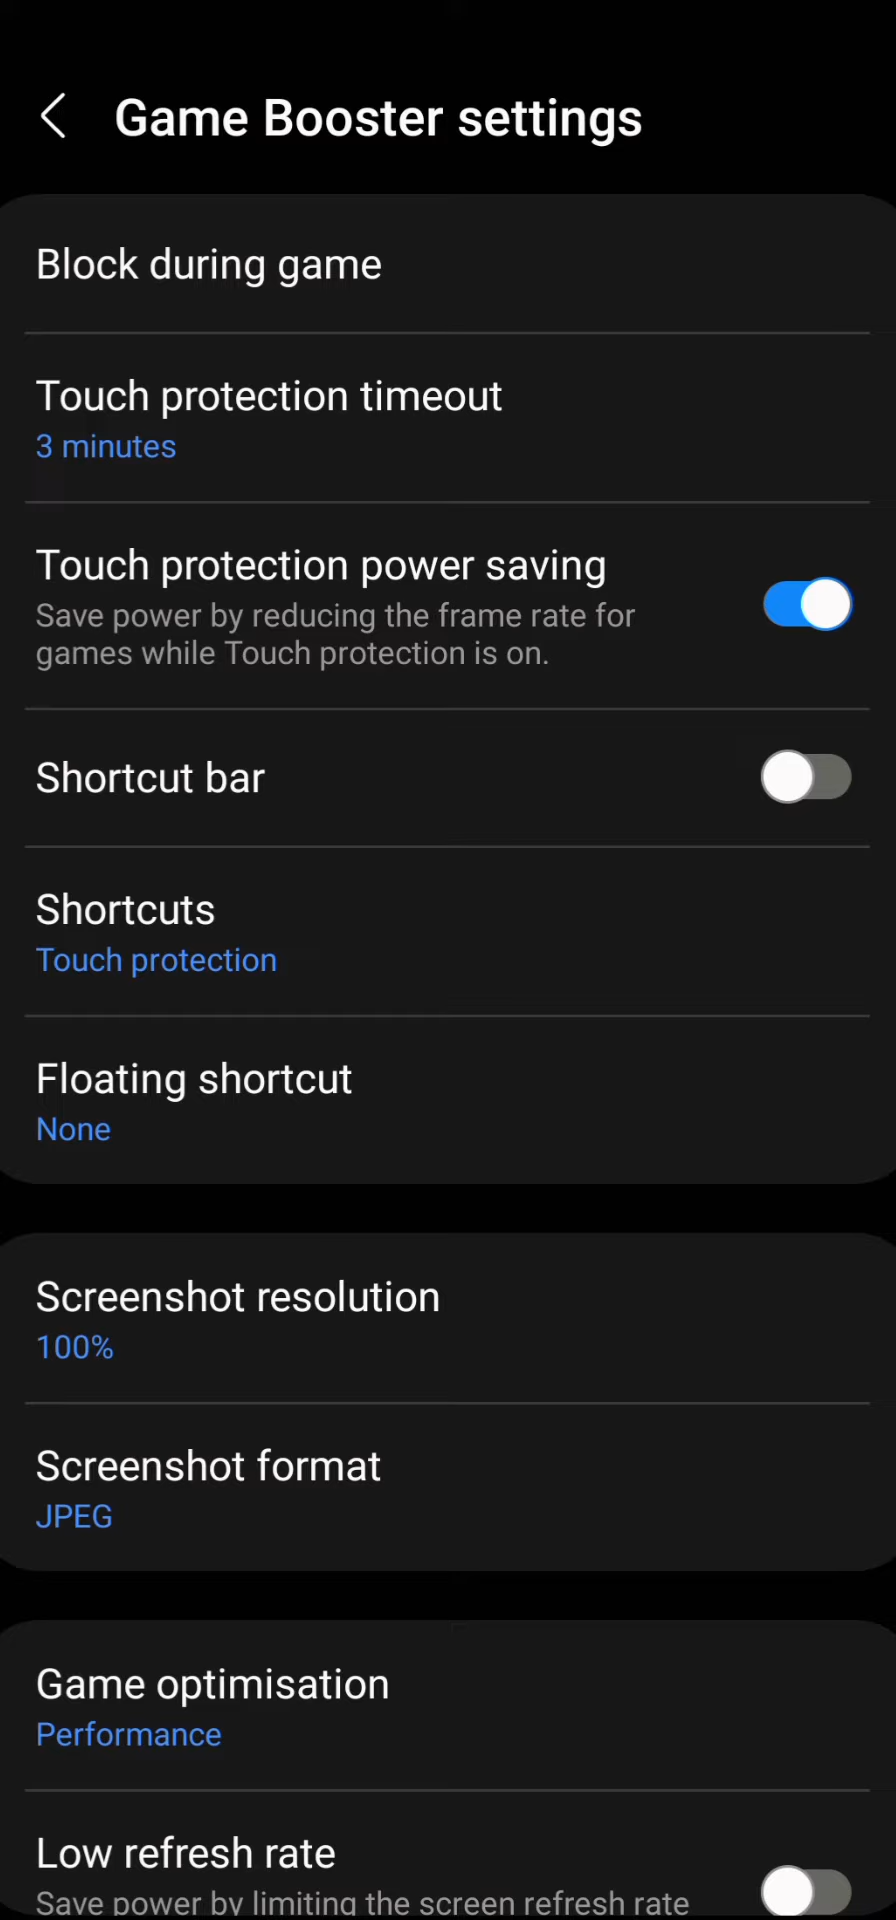 Game Booster settings
Block during game
Touch protection timeout
3 minutes
Touch protection power saving
Save power by reducing the frame rate for
games while Touch protection is on.
Shortcut bar
Shortcuts
Touch protection
Floating shortcut
None
Screenshot resolution
100%
Screenshot format
JPEG
Game optimisation
Performance
Low refresh rate
Save power by limiting the screen refresh rate